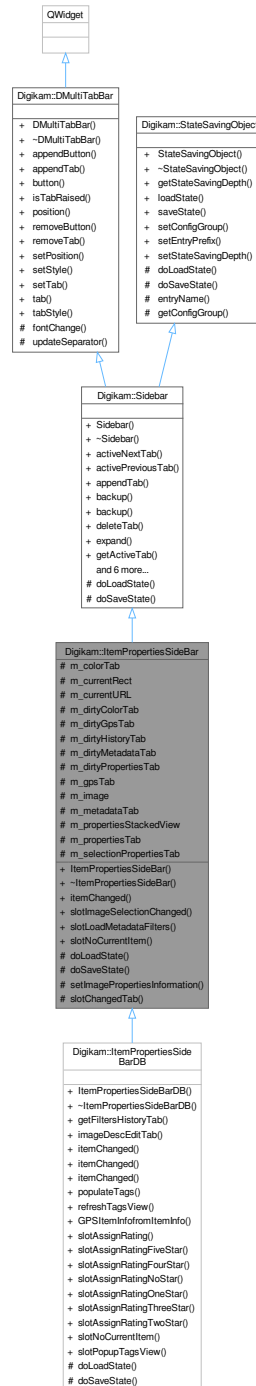 QWidget
Digikam::DMultiTabBar
+ DMultiTabBar()
+ ~DMultiTabBar()
+ appendButton()
+ appendTab()
+ button()
+ isTabRaised()
+ position()
+ removeButton()
+ removeTab()
+ setPosition()
+ setStyle()
+ setTab()
+ tab()
+ tabStyle()
# fontChange()
# updateSeparator()
Digikam::StateSavingObject
+ StateSavingObject()
+ ~StateSavingObject()
+ getStateSavingDepth()
+ loadState()
+ saveState()
+ setConfigGroup()
+ setEntryPrefix()
+ setStateSavingDepth()
# doLoadState()
# doSaveState()
# entryName()
# getConfigGroup()
Digikam::Sidebar
+ Sidebar()
+ ~Sidebar()
+ activeNextTab()
+ activePreviousTab()
+ appendTab()
+ backup()
+ backup()
+ deleteTab()
+ expand()
+ getActiveTab()
and 6 more...
# doLoadState()
# doSaveState()
Digikam::ItemPropertiesSideBar
# m_colorTab
# m_currentRect
# m_currentURL
# m_dirtyColorTab
# m_dirtyGpsTab
# m_dirtyHistoryTab
# m_dirtyMetadataTab
# m_dirtyPropertiesTab
# m_gpsTab
# m_image
# m_metadataTab
# m_propertiesStackedView
# m_propertiesTab
# m_selectionPropertiesTab
+ ItemPropertiesSideBar()
+ ~ItemPropertiesSideBar()
+ itemChanged()
+ slotImageSelectionChanged()
+ slotLoadMetadataFilters()
+ slotNoCurrentItem()
# doLoadState()
# doSaveState()
# setImagePropertiesInformation()
# slotChangedTab()
Digikam::ItemPropertiesSide
BarDB
+ ItemPropertiesSideBarDB()
+ ~ItemPropertiesSideBarDB()
+ getFiltersHistoryTab()
+ imageDescEditTab()
+ itemChanged()
+ itemChanged()
+ itemChanged()
+ populateTags()
+ refreshTagsView()
+ GPSItemInfofromItemInfo()
+ slotAssignRating()
+ slotAssignRatingFiveStar()
+ slotAssignRatingFourStar()
+ slotAssignRatingNoStar()
+ slotAssignRatingOneStar()
+ slotAssignRatingThreeStar()
+ slotAssignRatingTwoStar()
+ slotNoCurrentItem()
+ slotPopupTagsView()
# doLoadState()
# doSaveState()